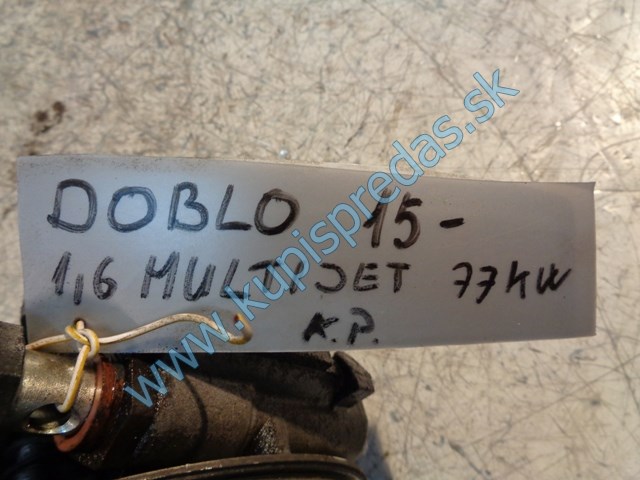 DOBLO 15-
1,6 MULTIJET 77KW
K.P.
www.kupispredas.sk